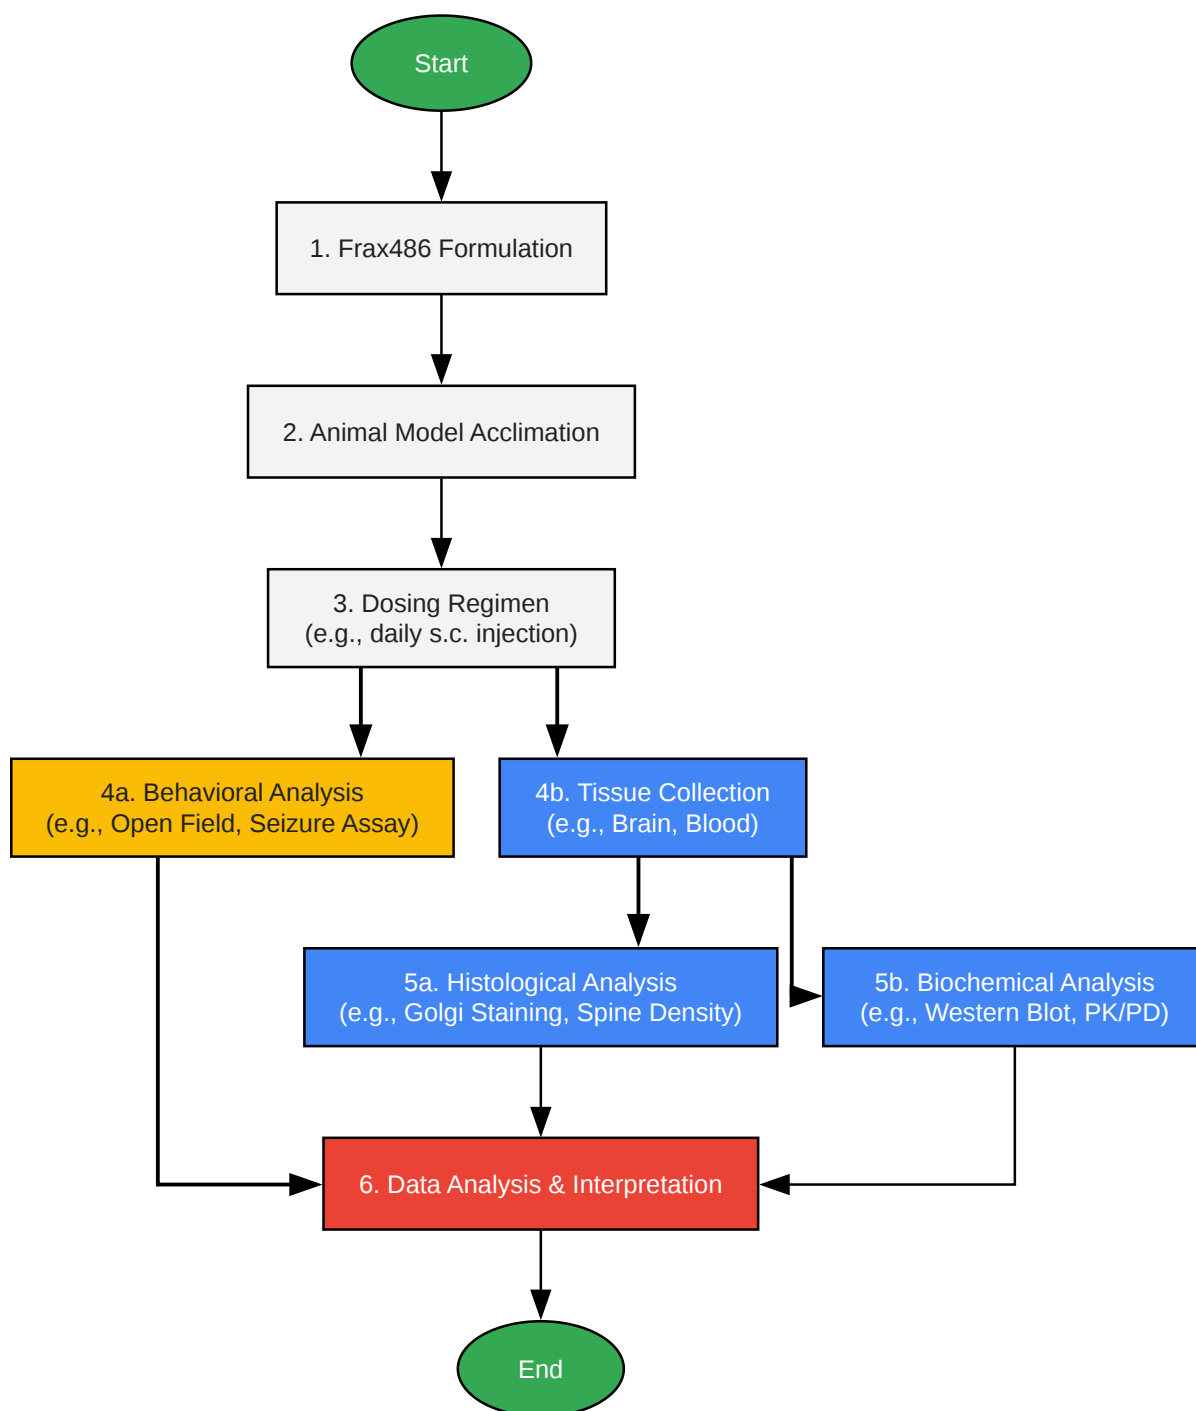 Start
1. Frax486 Formulation
2. Animal Model Acclimation
3. Dosing Regimen
(e.g., daily s.c. injection)
4a. Behavioral Analysis
(e.g., Open Field, Seizure Assay)
4b. Tissue Collection
(e.g., Brain, Blood)
5a. Histological Analysis
(e.g., Golgi Staining, Spine Density)
5b. Biochemical Analysis
(e.g., Western Blot, PK/PD)
6. Data Analysis & Interpretation
End